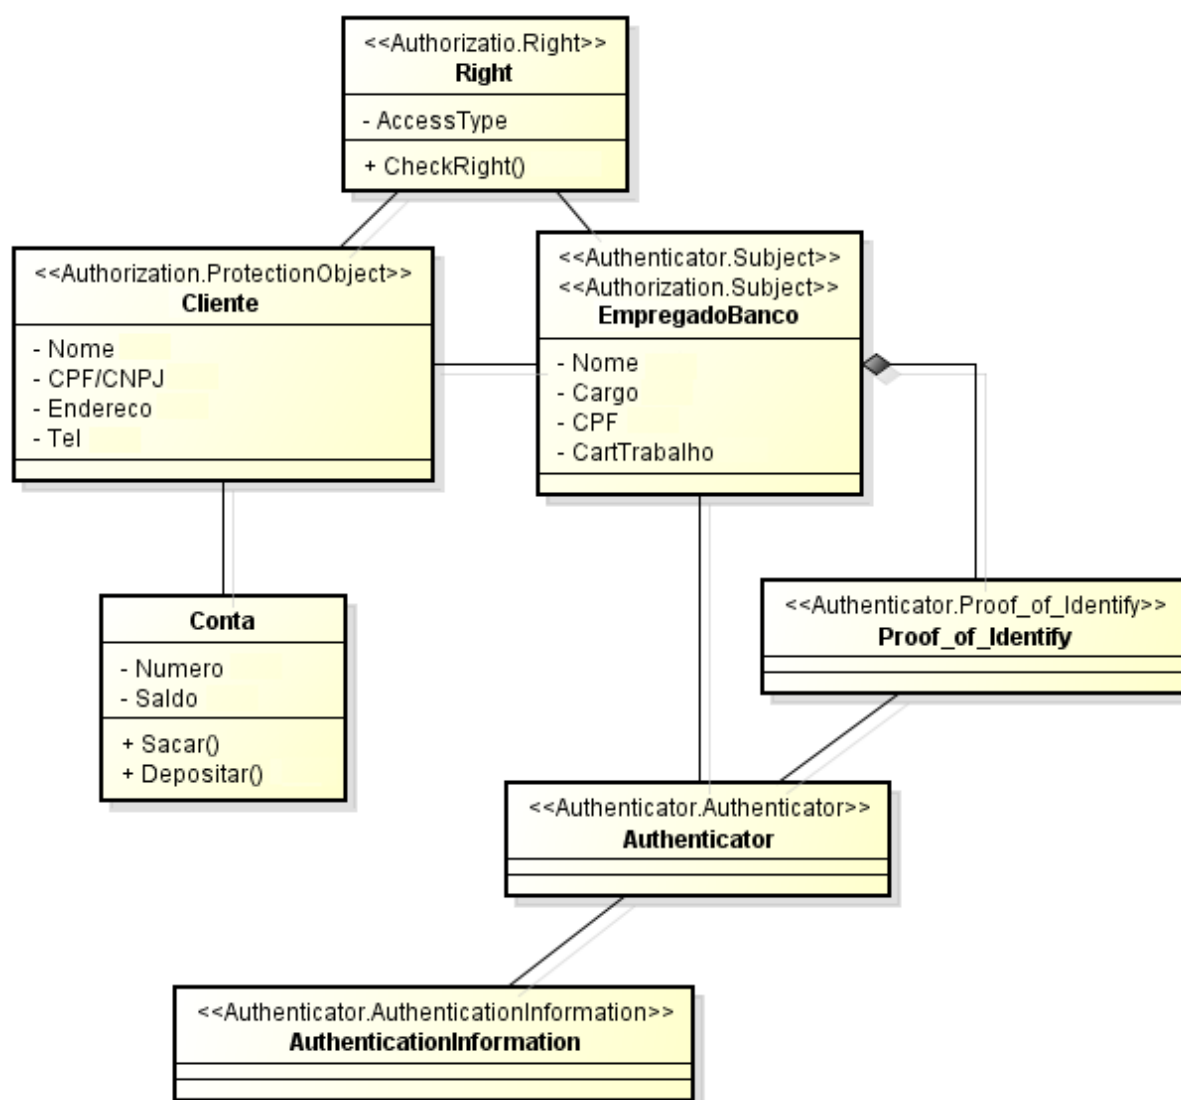 <<Authorizatio.Right>>
Right
- AccessType
+ CheckRight()
<<Authorization.ProtectionObject>>
Cliente
- Nome
- CPF/CNPJ
- Endereco
- Tel
<<Authenticator.Subject>>
<<Authorization.Subject>>
EmpregadoBanco
- Nome
- Cargo
- CPF
- CartTrabalho
Conta
- Numero
- Saldo
+ Sacar()
+ Depositar()
<<Authenticator.Proof_of_Identify>>
Proof_of_Identify
<<Authenticator.Authenticator>>
Authenticator
<<Authenticator.AuthenticationInformation>>
AuthenticationInformation